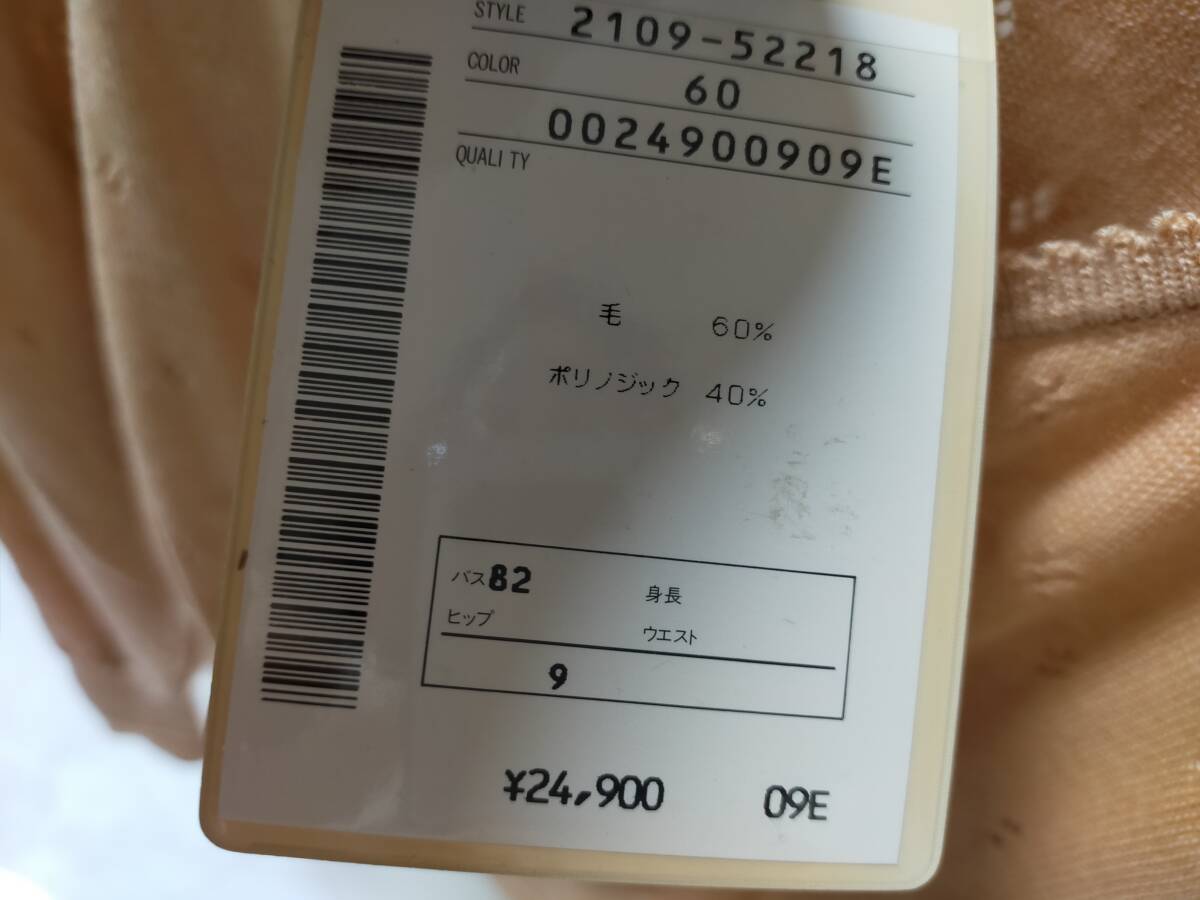 STYLE 2109-52218
COLOR 60
0024900909E
QUALITY
毛 60%
ポリノジック 40%
バス82 身長
ヒップ ウエスト
9
¥24,900 09E